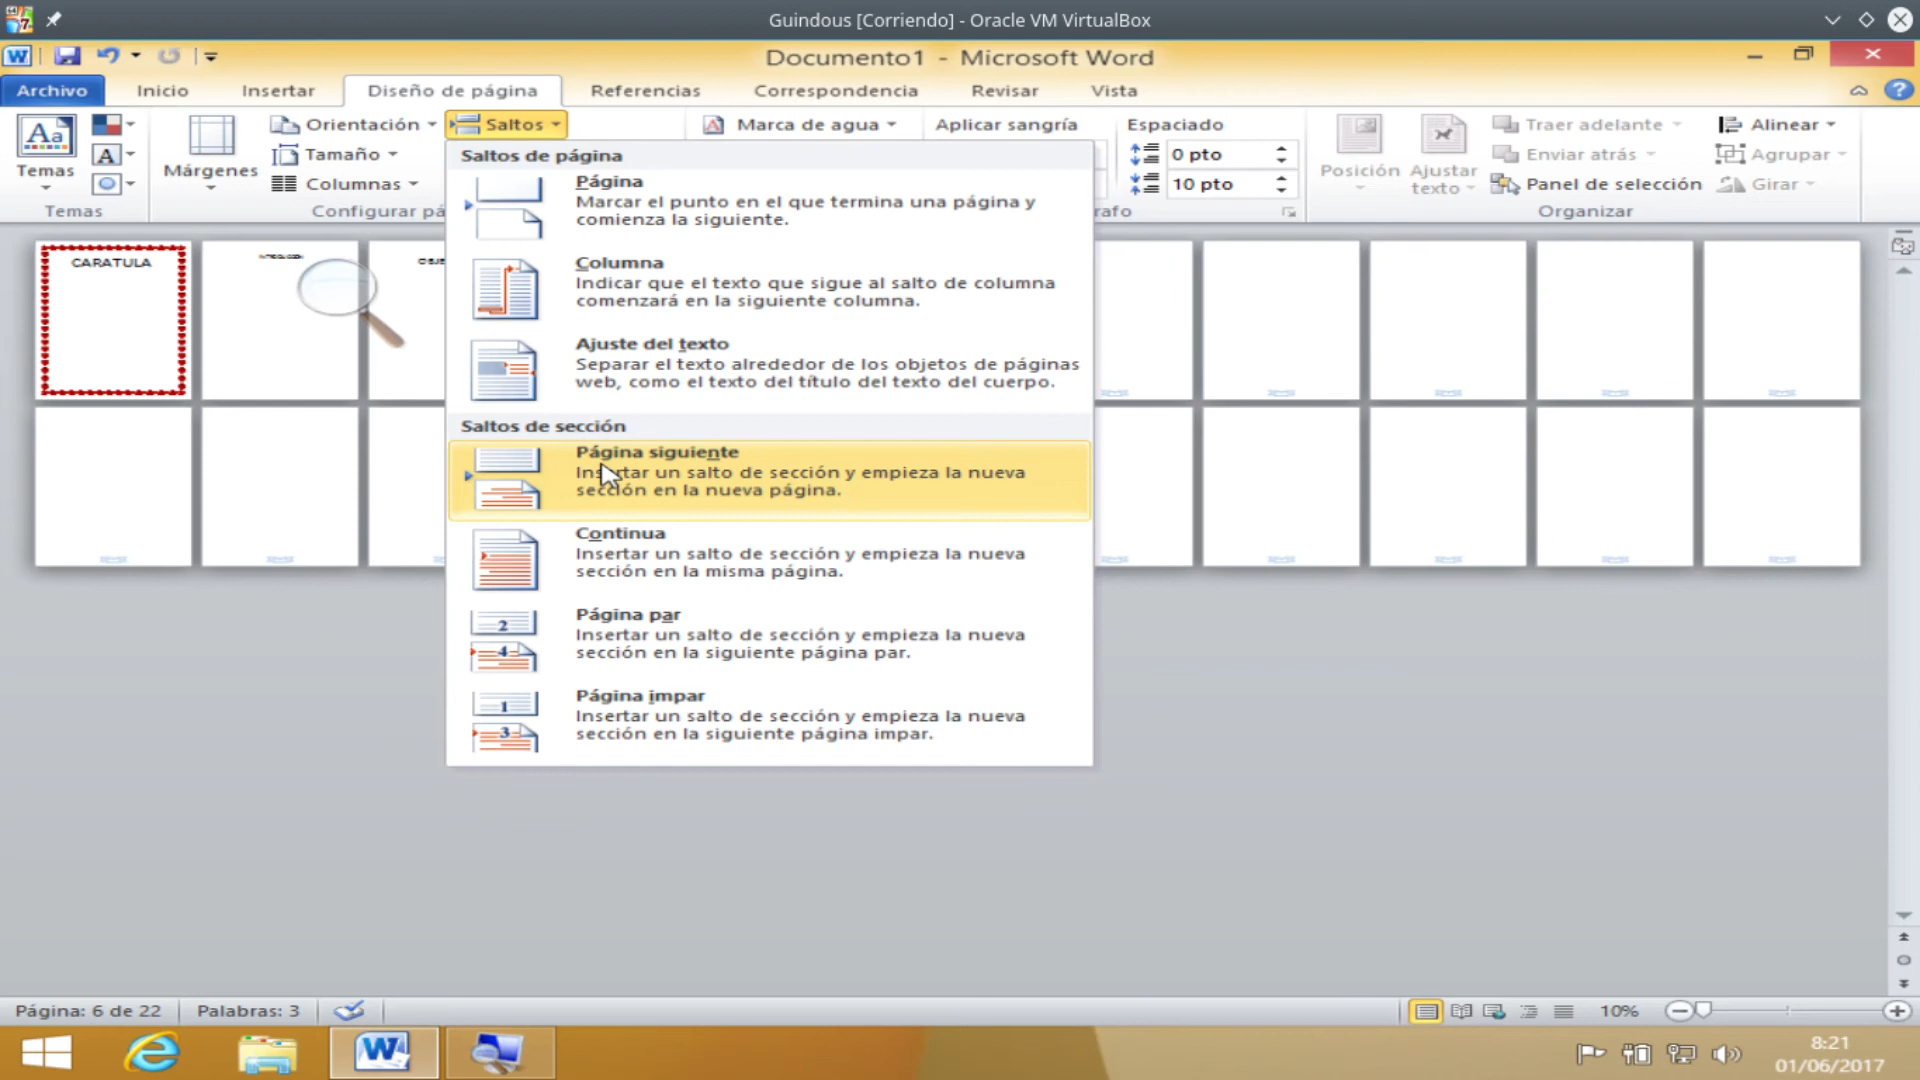 Guindous [Corriendo] - Oracle VM VirtualBox
Documento1 - Microsoft Word
Archivo Inicio Insertar Diseño de página Referencias Correspondencia Revisar Vista
Orientación Saltos Marca de agua Aplicar sangría Espaciado Traer adelante Alinear
Tamaño 0 pto Enviar atrás Agrupar
Temas Márgenes Columnas 10 pto Posición Ajustar texto Panel de selección Girar
Temas Configurar pá rafo Organizar
Saltos de página
Página
Marcar el punto en el que termina una página y
comienza la siguiente.
Columna
Indicar que el texto que sigue al salto de columna
comenzará en la siguiente columna.
Ajuste del texto
Separar el texto alrededor de los objetos de páginas
web, como el texto del título del texto del cuerpo.
Saltos de sección
Página siguiente
Insertar un salto de sección y empieza la nueva
sección en la nueva página.
Continua
Insertar un salto de sección y empieza la nueva
sección en la misma página.
Página par
Insertar un salto de sección y empieza la nueva
sección en la siguiente página par.
Página impar
Insertar un salto de sección y empieza la nueva
sección en la siguiente página impar.
CARATULA
Página: 6 de 22 Palabras: 3 10%
8:21
01/06/2017